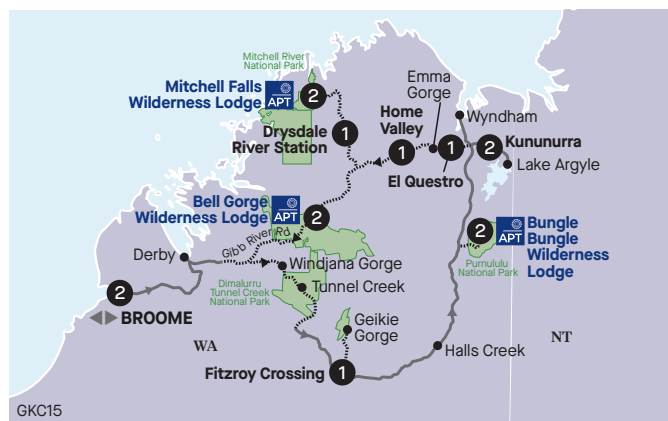 Mitchell River
National Park
Mitchell Falls
Wilderness Lodge
APT
2
Drysdale
River Station
1
Home
Valley
1
Emma
Gorge
1
El Questro
Wyndham
2
Kununurra
Lake Argyle
Bell Gorge
Wilderness Lodge
APT
2
Gibb River Rd
2
APT
Bungle
Bungle
Wilderness
Lodge
Purnululu
National Park
Derby
Windjana Gorge
Tunnel Creek
Dimalurru
Tunnel Creek
National Park
2
BROOME
Geikie
Gorge
WA
NT
Halls Creek
Fitzroy Crossing
1
GKC15